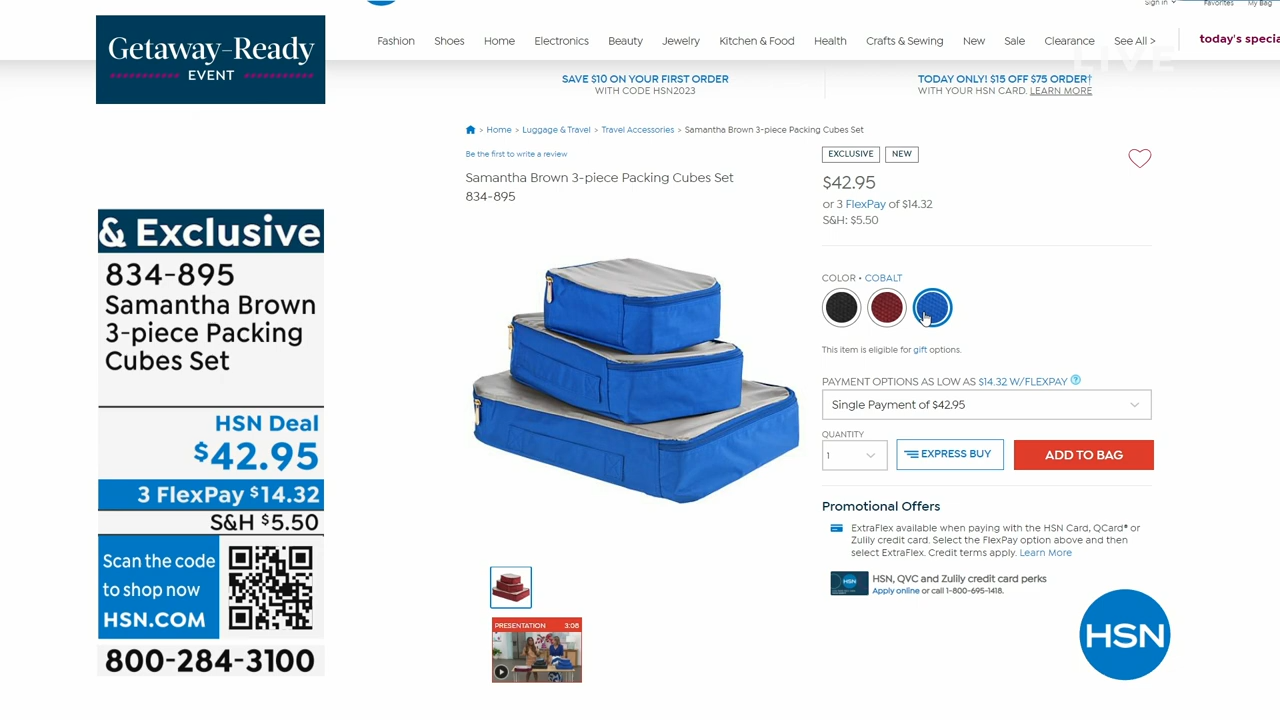 Sign In
Favorites
My Bag
Getaway-Ready
EVENT
Fashion
Shoes
Home
Electronics
Beauty
Jewelry
Kitchen & Food
Health
Crafts & Sewing
New
Sale
Clearance
See All >
today's specia
LIVE
SAVE $10 ON YOUR FIRST ORDER
WITH CODE HSN2023
TODAY ONLY! $15 OFF $75 ORDER†
WITH YOUR HSN CARD. LEARN MORE
> Home > Luggage & Travel > Travel Accessories > Samantha Brown 3-piece Packing Cubes Set
Be the first to write a review
Samantha Brown 3-piece Packing Cubes Set
834-895
EXCLUSIVE
NEW
$42.95
or 3 FlexPay of $14.32
S&H: $5.50
COLOR • COBALT
This item is eligible for gift options.
PAYMENT OPTIONS AS LOW AS $14.32 W/FLEXPAY ?
Single Payment of $42.95
QUANTITY
1
EXPRESS BUY
ADD TO BAG
Promotional Offers
ExtraFlex available when paying with the HSN Card, QCard® or
Zulily credit card. Select the FlexPay option above and then
select ExtraFlex. Credit terms apply. Learn More
HSN
HSN, QVC and Zulily credit card perks
Apply online or call 1-800-695-1418.
PRESENTATION 3:08
& Exclusive
834-895
Samantha Brown
3-piece Packing
Cubes Set
HSN Deal
$42.95
3 FlexPay $14.32
S&H $5.50
Scan the code
to shop now
HSN.COM
800-284-3100
HSN